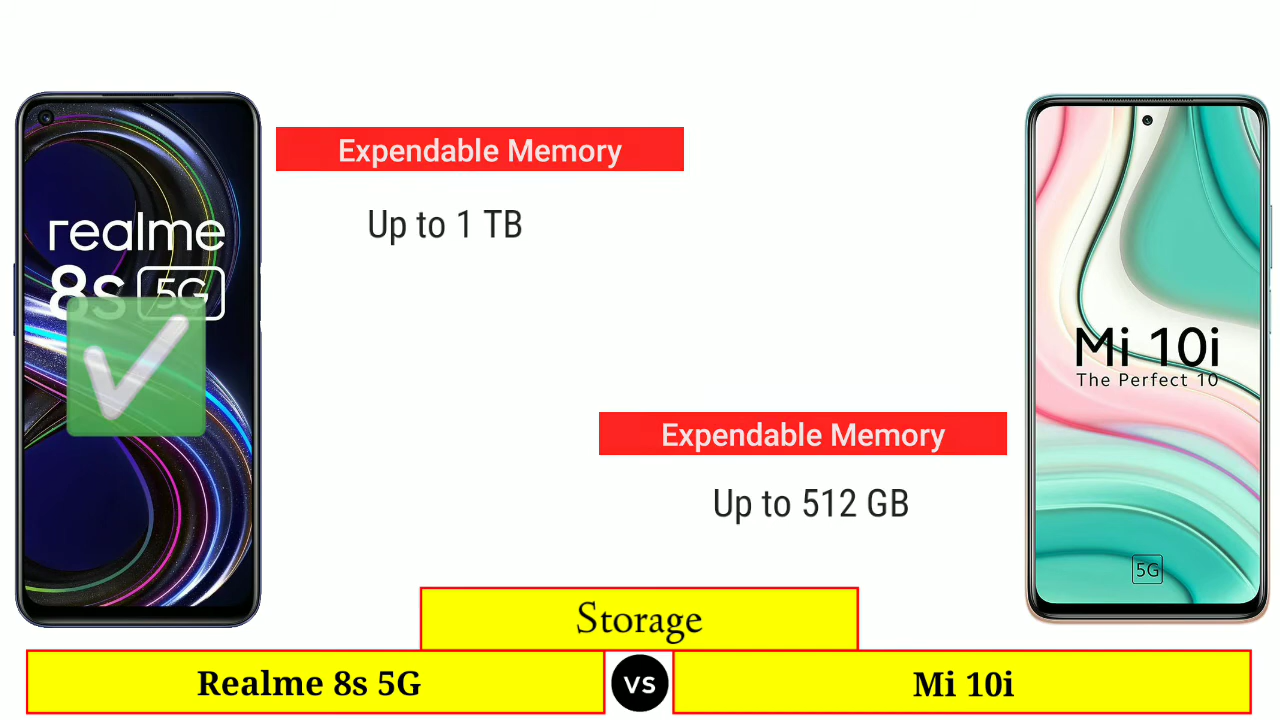 Expendable Memory
Up to 1 TB
realme
8s 5G
Mi 10i
The Perfect 10
Expendable Memory
Up to 512 GB
5G
Storage
Realme 8s 5G
vs
Mi 10i